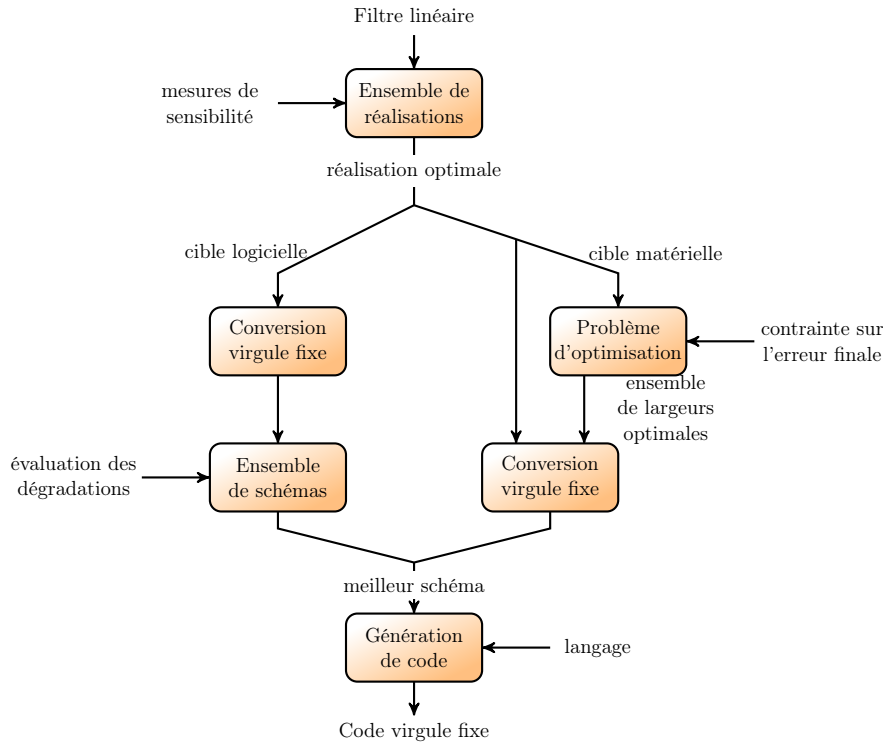 Filtre linéaire
mesures de
sensibilité
Ensemble de
réalisations
réalisation optimale
cible logicielle
cible matérielle
Conversion
virgule fixe
Problème
d'optimisation
contrainte sur
l'erreur finale
ensemble
de largeurs
optimales
évaluation des
dégradations
Ensemble
de schémas
Conversion
virgule fixe
meilleur schéma
Génération
de code
langage
Code virgule fixe